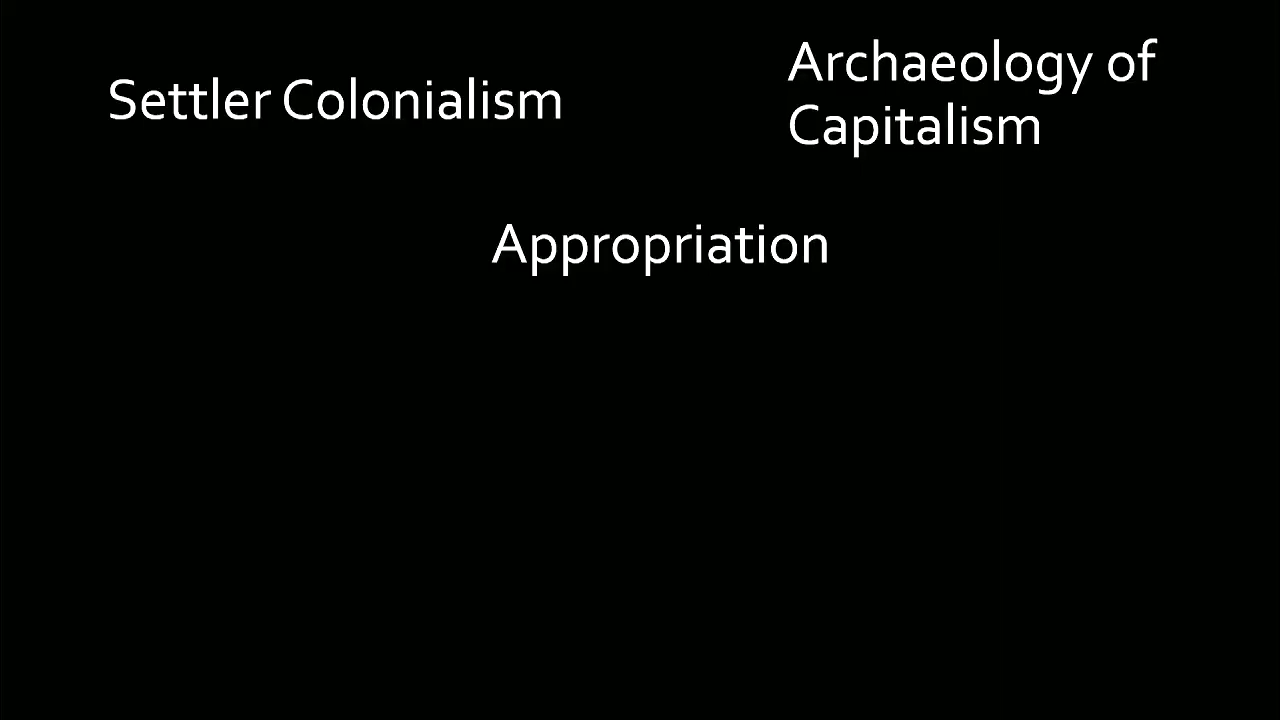 Settler Colonialism
Archaeology of
Capitalism
Appropriation